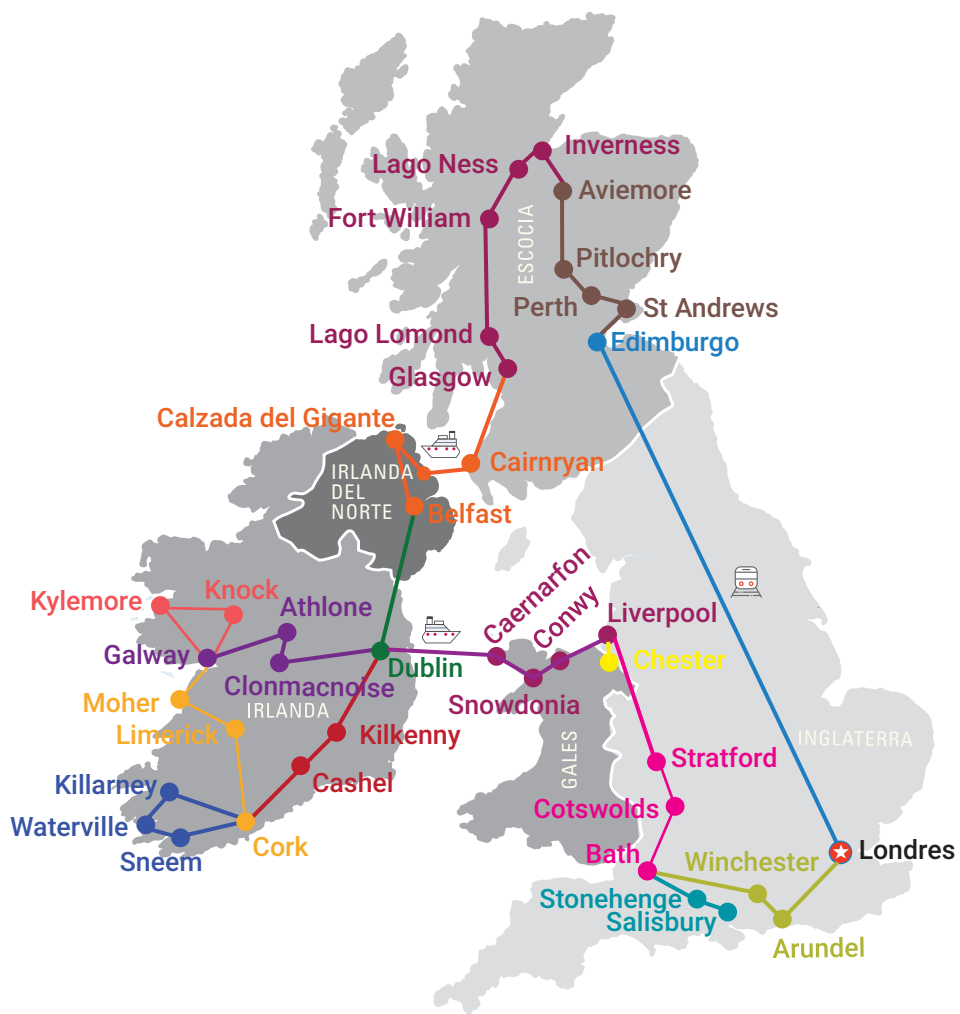 Inverness
Lago Ness
Aviemore
Fort William
ESCOCIA
Pitlochry
Perth
St Andrews
Lago Lomond
Edimburgo
Glasgow
Calzada del Gigante
Cairnryan
IRLANDA
DEL
NORTE
Belfast
Kylemore
Knock
Athlone
Caernarfon
Conwy
Liverpool
Galway
Dublin
Chester
Clonmacnoise
Moher
IRLANDA
Snowdonia
Limerick
Kilkenny
INGLATERRA
GALES
Stratford
Killarney
Cashel
Cotswolds
Waterville
Sneem
Cork
Bath
Winchester
Londres
Stonehenge
Salisbury
Arundel